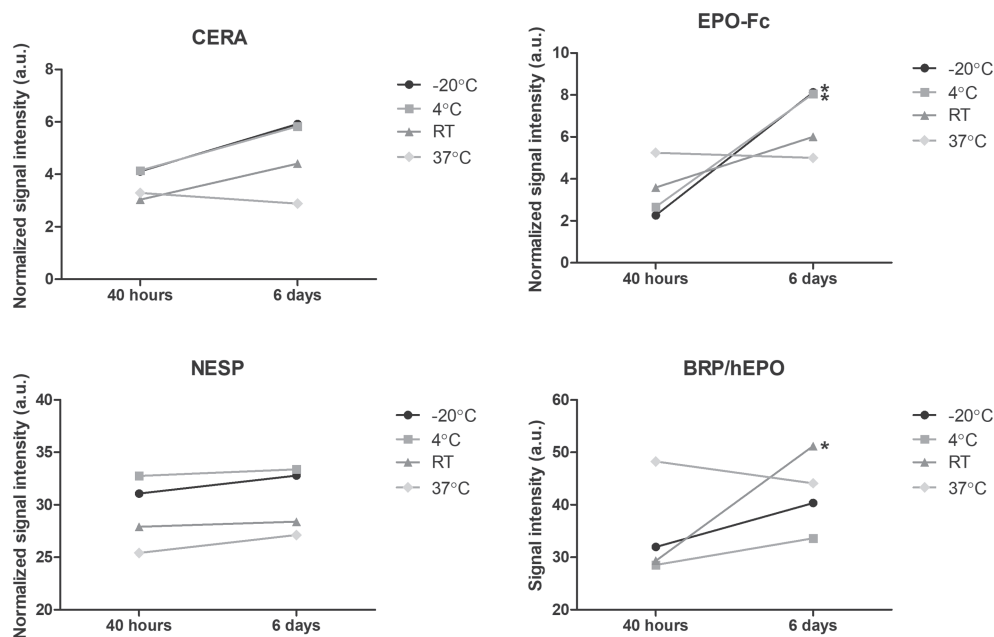 CERA
Normalized signal intensity (a.u.)
8
6
4
2
0
40 hours
6 days
-20°C
4°C
RT
37°C
EPO-Fc
Normalized signal intensity (a.u.)
10
8
6
4
2
0
40 hours
6 days
*
*
-20°C
4°C
RT
37°C
NESP
Normalized signal intensity (a.u.)
40
35
30
25
20
40 hours
6 days
-20°C
4°C
RT
37°C
BRP/hEPO
Signal intensity (a.u.)
60
50
40
30
20
40 hours
6 days
*
-20°C
4°C
RT
37°C